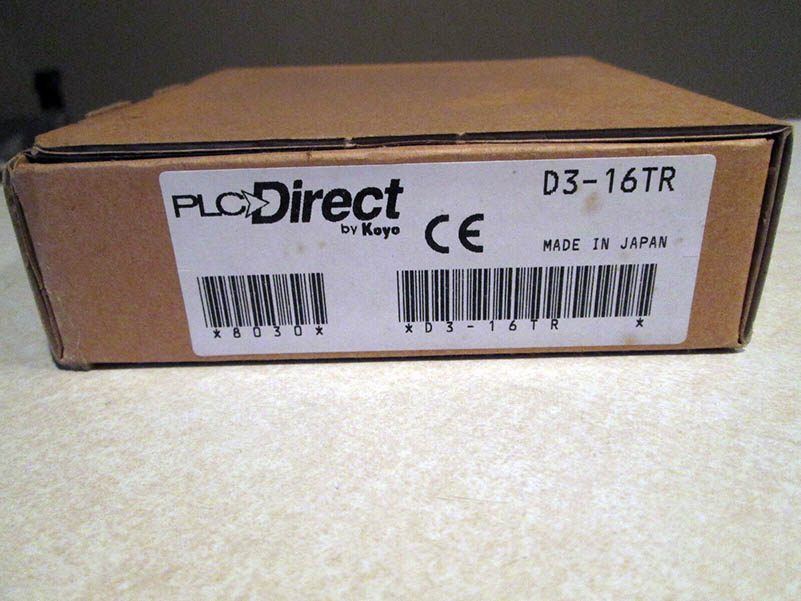 PLC Direct
by Koyo
CE
D3-16TR
MADE IN JAPAN
*8030*
*D3-16TR *